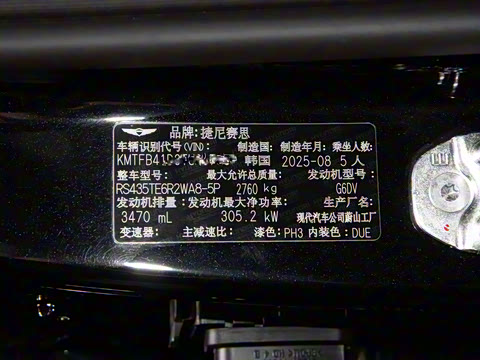 品牌:捷尼赛思
车辆识别代号(VIN): 制造国: 制造年月: 乘坐人数:
KMTFB41D 韩国 2025-08 5人
整车型号: 最大允许总质量: 发动机型号:
RS435TE6R2WA8-5P 2760 kg G6DV
发动机排量: 发动机最大净功率: 生产厂名:
3470 mL 305.2 kW 现代汽车公司蔚山工厂
变速器: 主减速比: 漆色:PH3 内装色:DUE